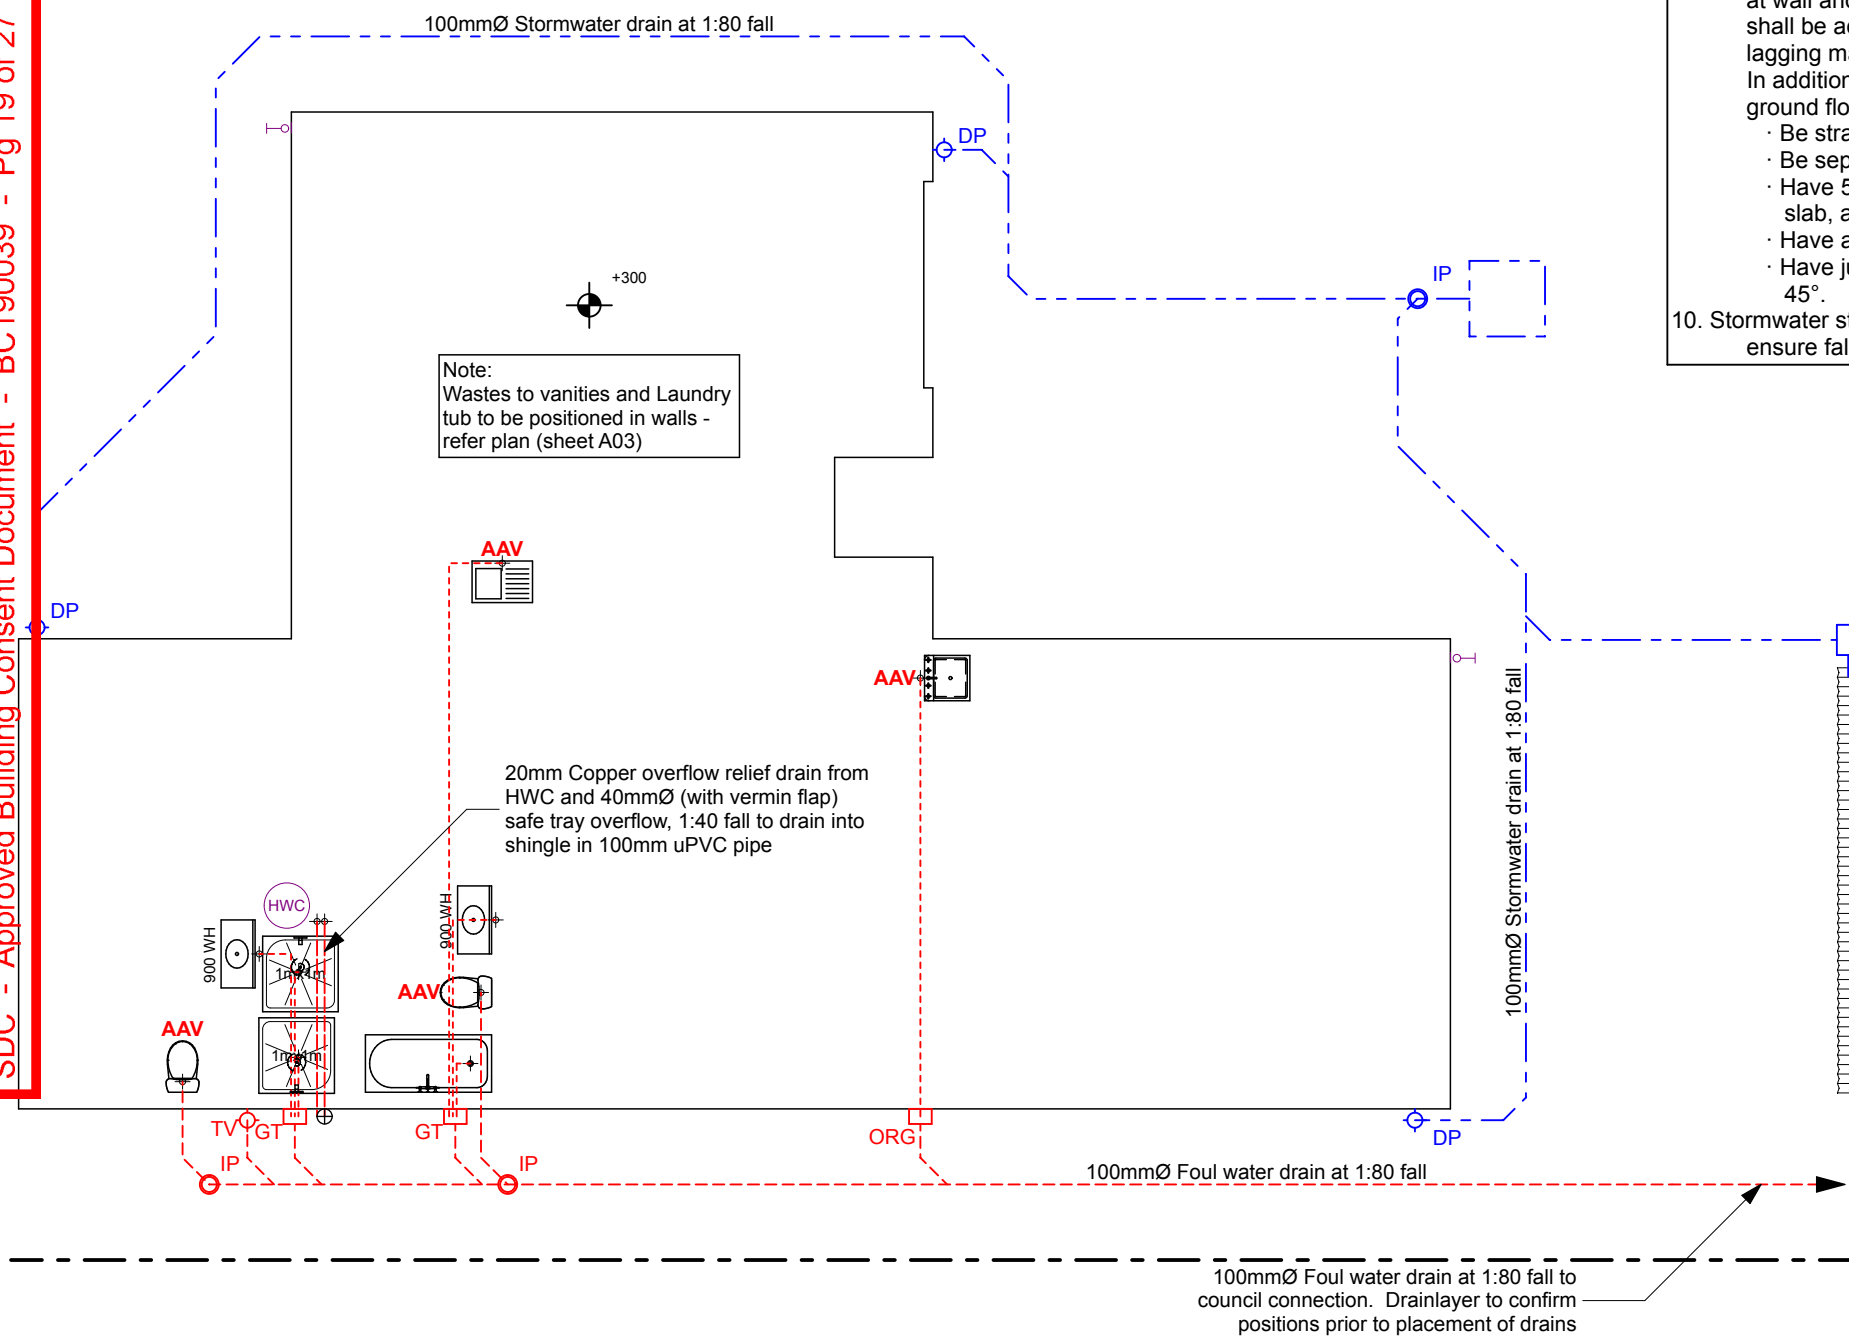 100mmØ Stormwater drain at 1:80 fall
at wall and
shall be a
lagging ma
In addition
ground flo
· Be stra
· Be sep
· Have 5
slab, a
· Have a
· Have ju
45°.
10. Stormwater st
ensure fal
DP
IP
+300
Note:
Wastes to vanities and Laundry
tub to be positioned in walls -
refer plan (sheet A03)
AAV
DP
AAV
20mm Copper overflow relief drain from
HWC and 40mmØ (with vermin flap)
safe tray overflow, 1:40 fall to drain into
shingle in 100mm uPVC pipe
100mmØ Stormwater drain at 1:80 fall
HWC
900 WH
900 WH
1m x 1m
AAV
AAV
1m x 1m
TV
GT
GT
ORG
DP
IP
IP
100mmØ Foul water drain at 1:80 fall
100mmØ Foul water drain at 1:80 fall to
council connection. Drainlayer to confirm
positions prior to placement of drains
SDC - Approved Building Consent Document - BC190039 - Pg 19 of 27